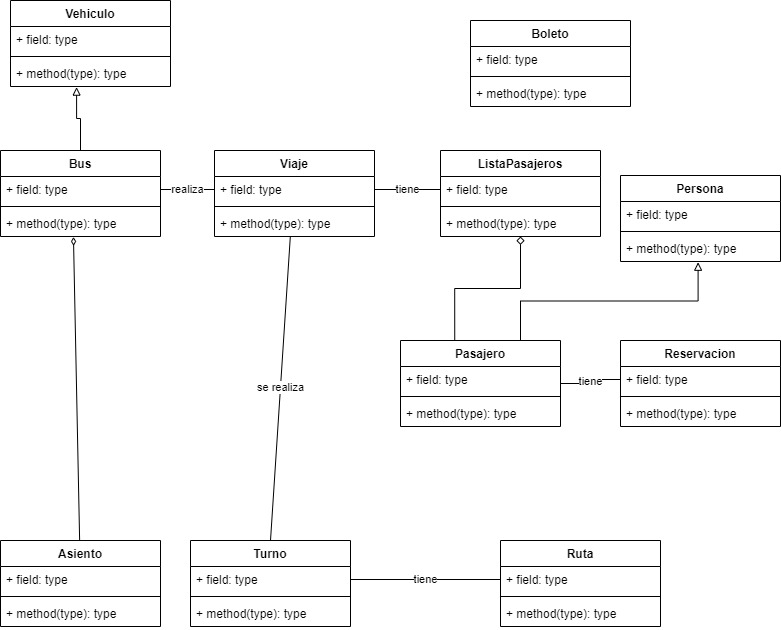 Vehiculo
+ field: type
+ method(type): type
Boleto
+ field: type
+ method(type): type
Bus
+ field: type
+ method(type): type
realiza
Viaje
+ field: type
+ method(type): type
tiene
ListaPasajeros
+ field: type
+ method(type): type
Persona
+ field: type
+ method(type): type
Pasajero
+ field: type
+ method(type): type
tiene
Reservacion
+ field: type
+ method(type): type
se realiza
Asiento
+ field: type
+ method(type): type
Turno
+ field: type
+ method(type): type
tiene
Ruta
+ field: type
+ method(type): type